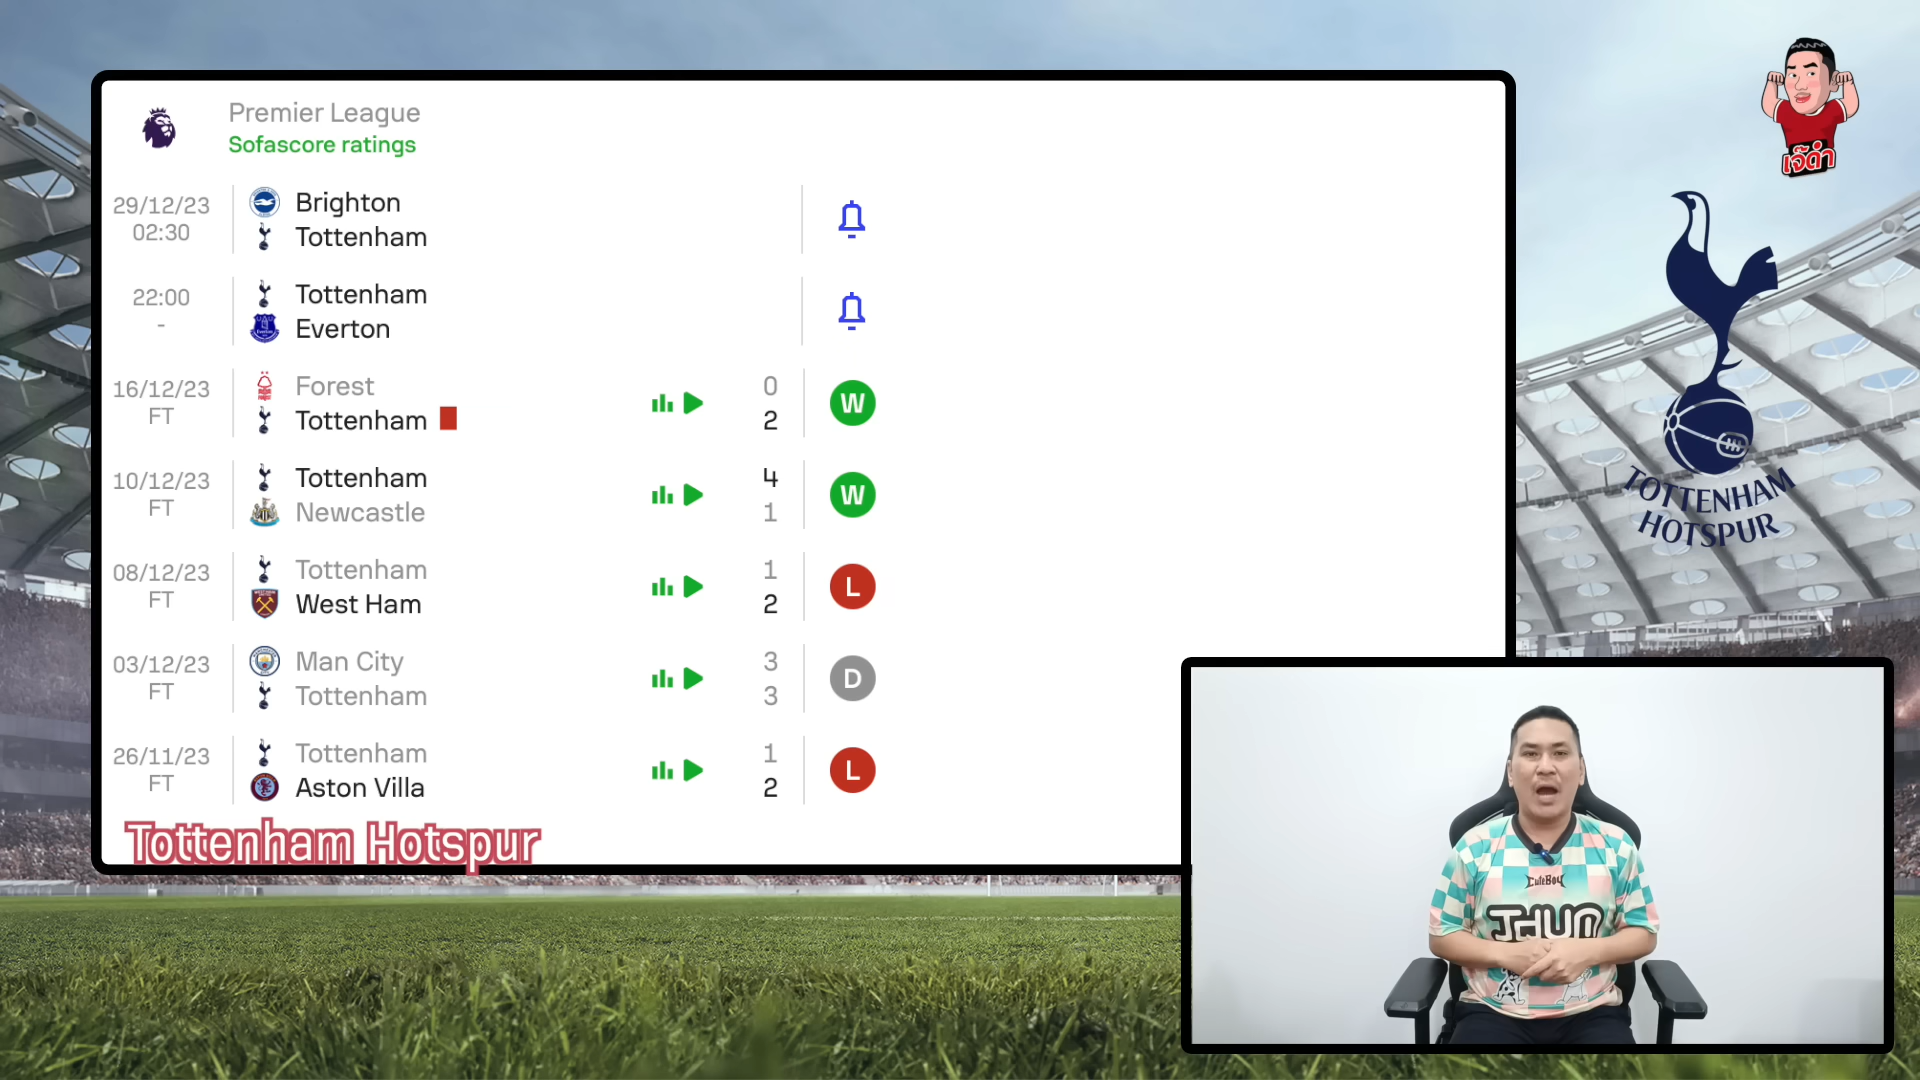 Premier League
Sofascore ratings
29/12/23
02:30
Brighton
Tottenham
22:00
-
Tottenham
Everton
16/12/23
FT
Forest
Tottenham
0
2
W
10/12/23
FT
Tottenham
Newcastle
4
1
W
08/12/23
FT
Tottenham
West Ham
1
2
L
03/12/23
FT
Man City
Tottenham
3
3
D
26/11/23
FT
Tottenham
Aston Villa
1
2
L
Tottenham Hotspur
เจ๊ดำ
TOTTENHAM
HOTSPUR
CuteBoy